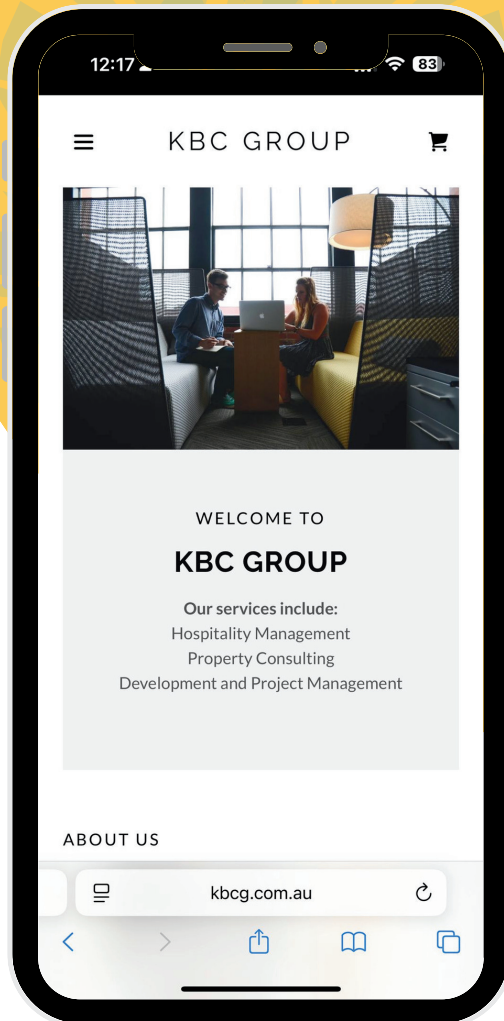 12:17
83
KBC GROUP
WELCOME TO
KBC GROUP
Our services include:
Hospitality Management
Property Consulting
Development and Project Management
ABOUT US
kbcg.com.au